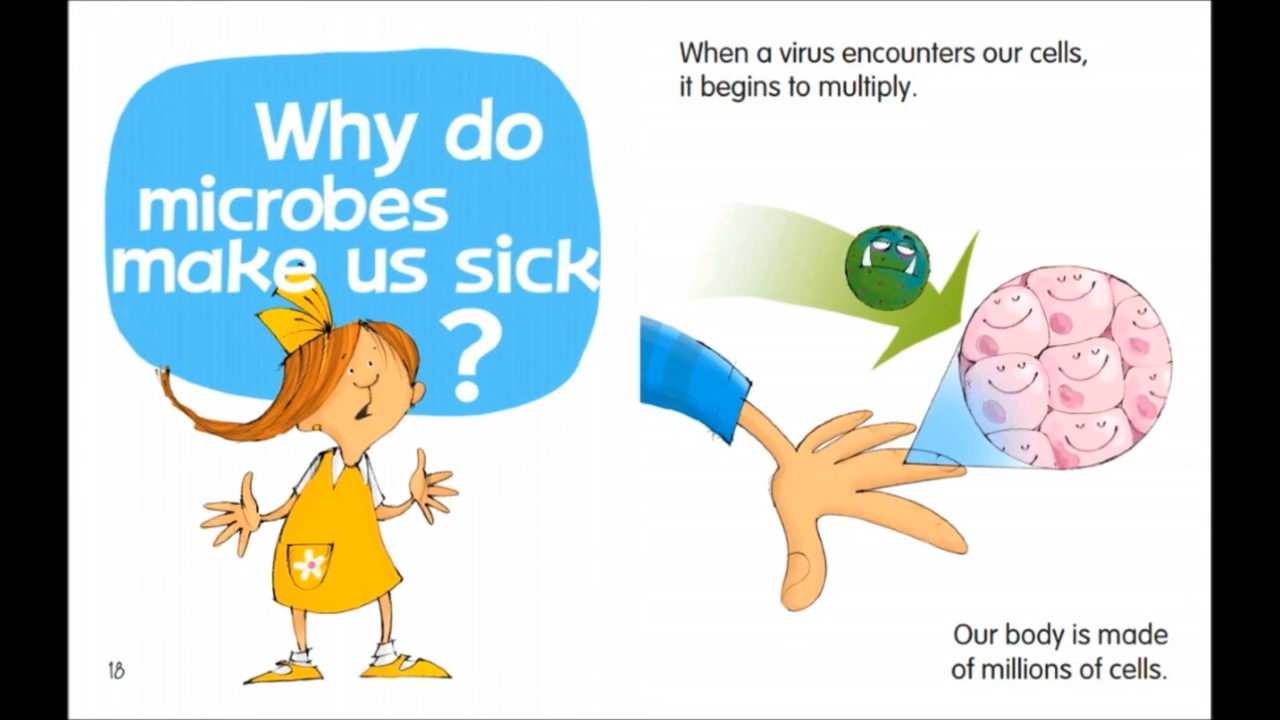 Why do
microbes
make us sick
?
18
When a virus encounters our cells,
it begins to multiply.
Our body is made
of millions of cells.